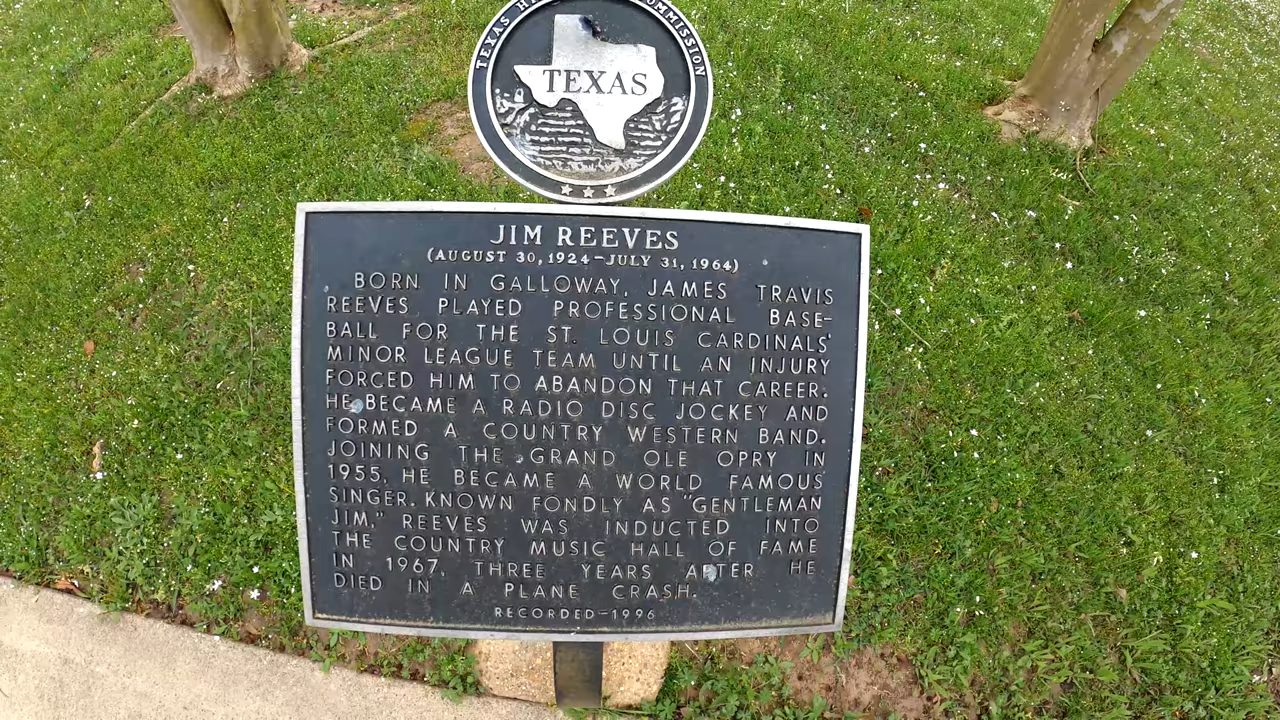 TEXAS COMMISSION
TEXAS
JIM REEVES
(AUGUST 30, 1924–JULY 31, 1964)
BORN IN GALLOWAY, JAMES TRAVIS
REEVES PLAYED PROFESSIONAL BASE-
BALL FOR THE ST. LOUIS CARDINALS'
MINOR LEAGUE TEAM UNTIL AN INJURY
FORCED HIM TO ABANDON THAT CAREER.
HE BECAME A RADIO DISC JOCKEY AND
FORMED A COUNTRY WESTERN BAND.
JOINING THE GRAND OLE OPRY IN
1955, HE BECAME A WORLD FAMOUS
SINGER. KNOWN FONDLY AS "GENTLEMAN
JIM," REEVES WAS INDUCTED INTO
THE COUNTRY MUSIC HALL OF FAME
IN 1967, THREE YEARS AFTER HE
DIED IN A PLANE CRASH.
RECORDED–1996